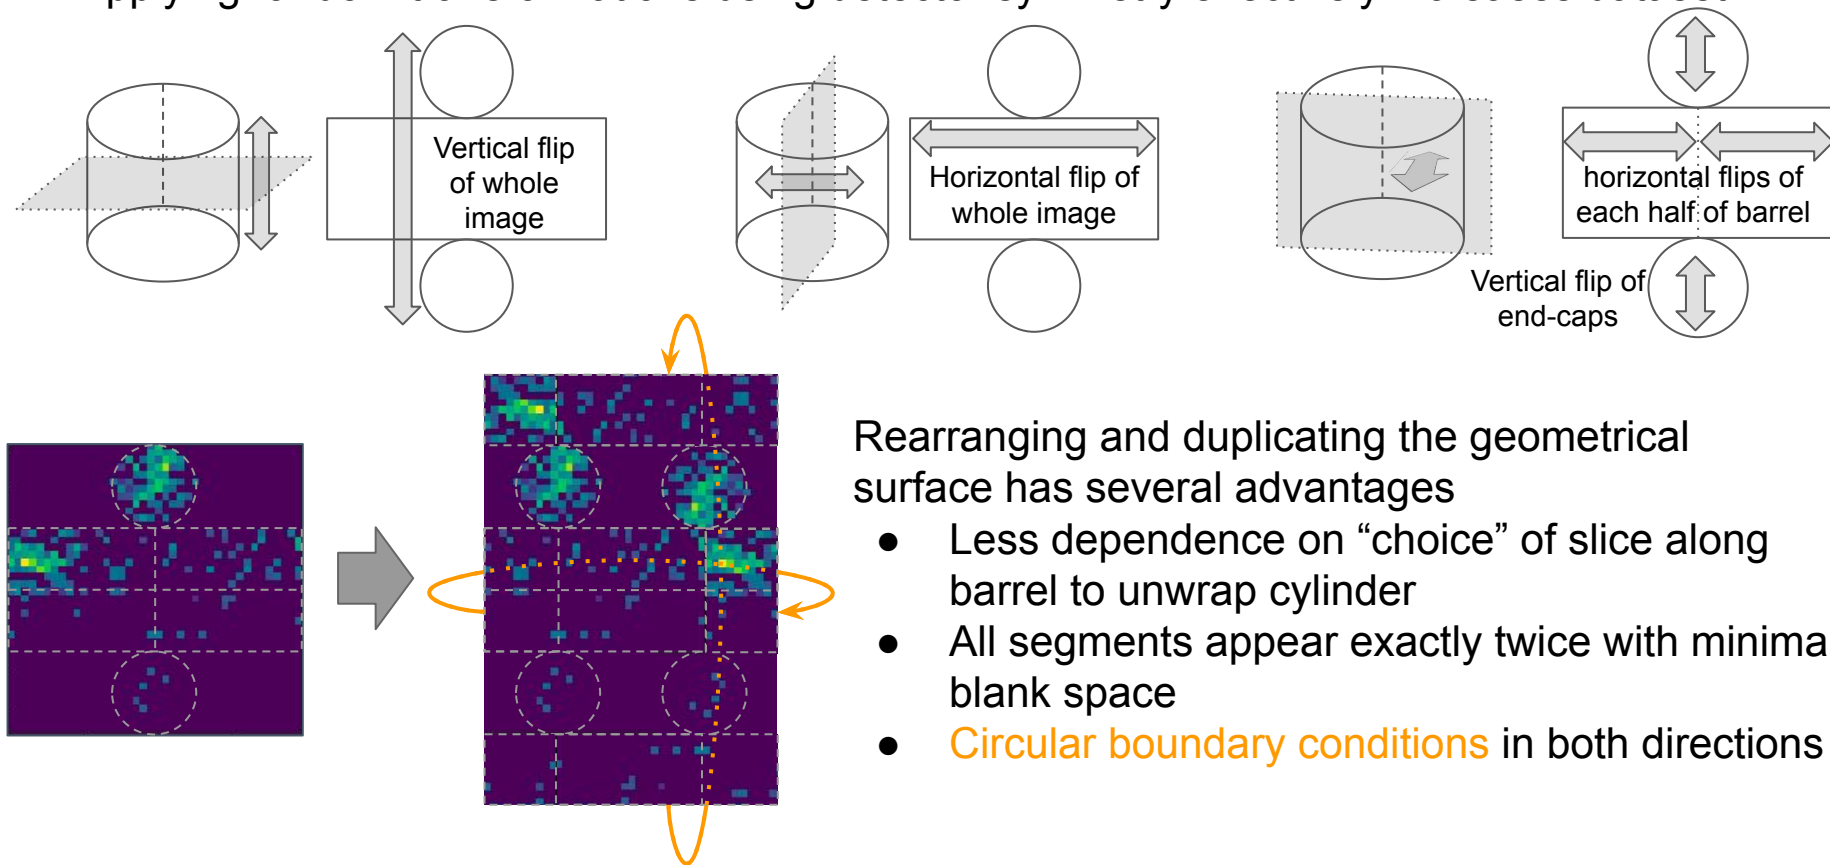 Vertical flip
of whole
image
Horizontal flip of
whole image
horizontal flips of
each half of barrel
Vertical flip of
end-caps
Rearranging and duplicating the geometrical
surface has several advantages
● Less dependence on “choice” of slice along
barrel to unwrap cylinder
● All segments appear exactly twice with minima
blank space
● Circular boundary conditions in both directions